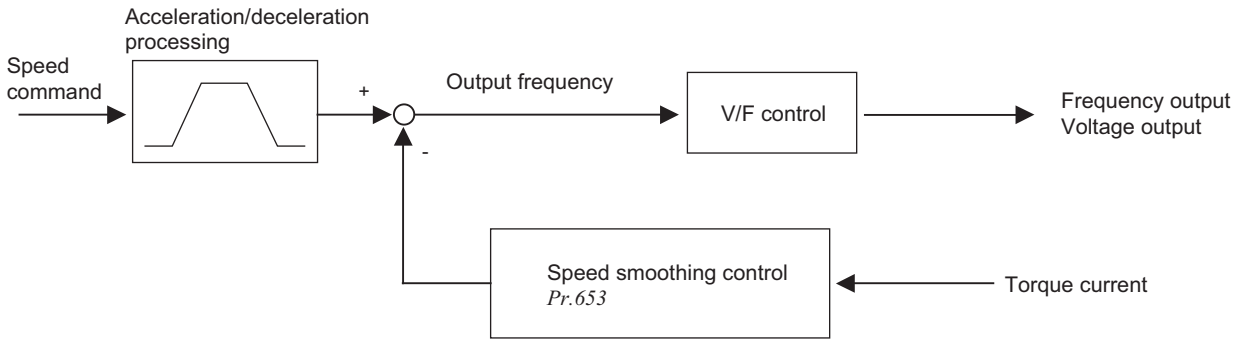 Acceleration/deceleration
processing
Speed
command
+
Output frequency
V/F control
Frequency output
Voltage output
-
Speed smoothing control
Pr.653
Torque current